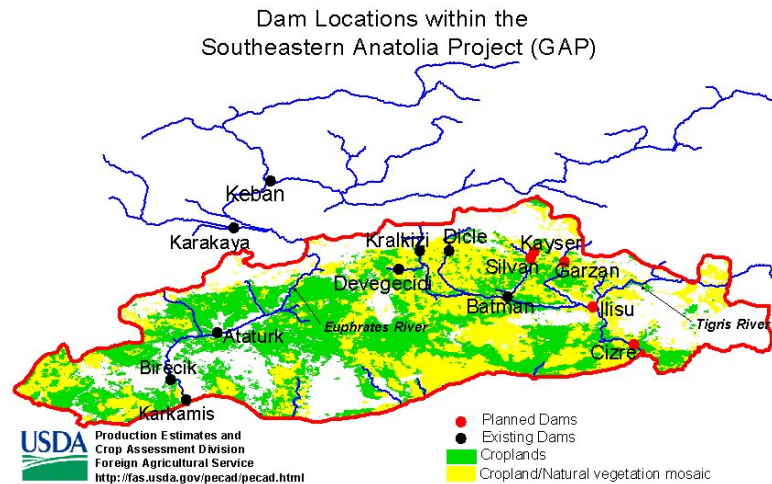 Dam Locations within the
Southeastern Anatolia Project (GAP)
Keban
Karakaya
Kralkizi
Dicle
Kayser
Silvan
Garzan
Devegecidi
Batman
Ilisu
Tigris River
Euphrates River
Ataturk
Cizre
Birecik
Karkamis
Planned Dams
Existing Dams
Croplands
Cropland/Natural vegetation mosaic
USDA
Production Estimates and
Crop Assessment Division
Foreign Agricultural Service
http://fas.usda.gov/pecad/pecad.html